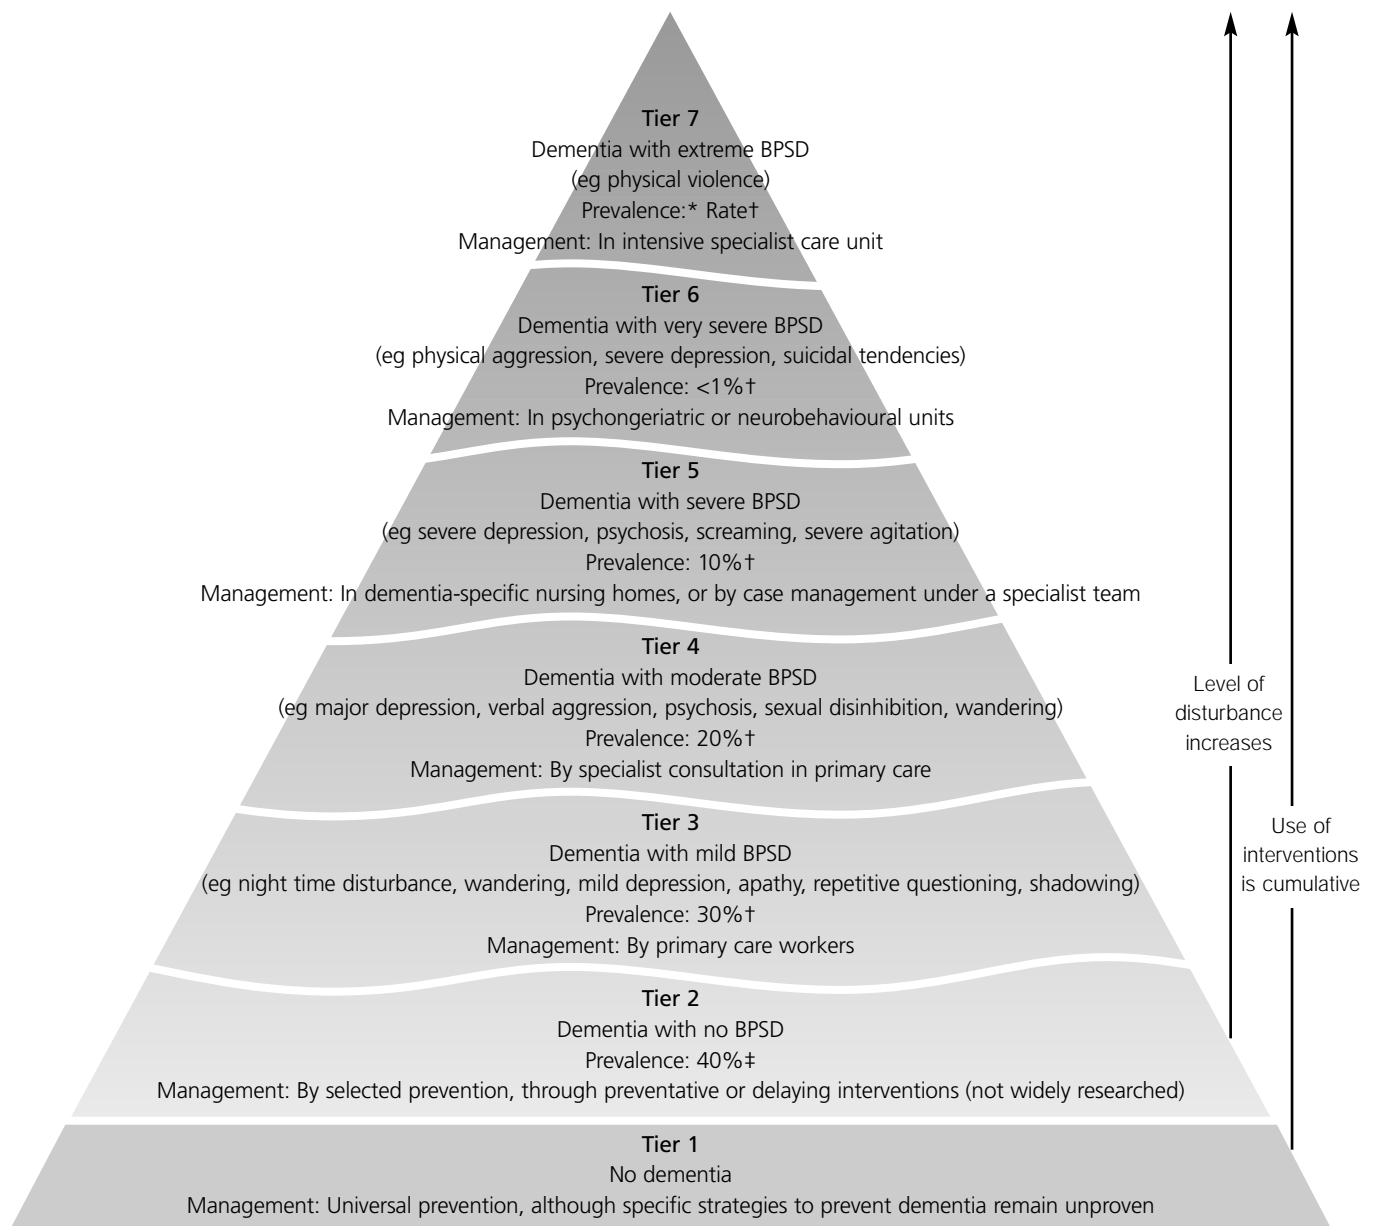 Tier 7
Dementia with extreme BPSD
(eg physical violence)
Prevalence:* Rate†
Management: In intensive specialist care unit
Tier 6
Dementia with very severe BPSD
(eg physical aggression, severe depression, suicidal tendencies)
Prevalence: <1%†
Management: In psychongeriatric or neurobehavioural units
Tier 5
Dementia with severe BPSD
(eg severe depression, psychosis, screaming, severe agitation)
Prevalence: 10%†
Management: In dementia-specific nursing homes, or by case management under a specialist team
Tier 4
Dementia with moderate BPSD
(eg major depression, verbal aggression, psychosis, sexual disinhibition, wandering)
Prevalence: 20%†
Management: By specialist consultation in primary care
Tier 3
Dementia with mild BPSD
(eg night time disturbance, wandering, mild depression, apathy, repetitive questioning, shadowing)
Prevalence: 30%†
Management: By primary care workers
Tier 2
Dementia with no BPSD
Prevalence: 40%‡
Management: By selected prevention, through preventative or delaying interventions (not widely researched)
Tier 1
No dementia
Management: Universal prevention, although specific strategies to prevent dementia remain unproven
Level of
disturbance
increases
Use of
interventions
is cumulative